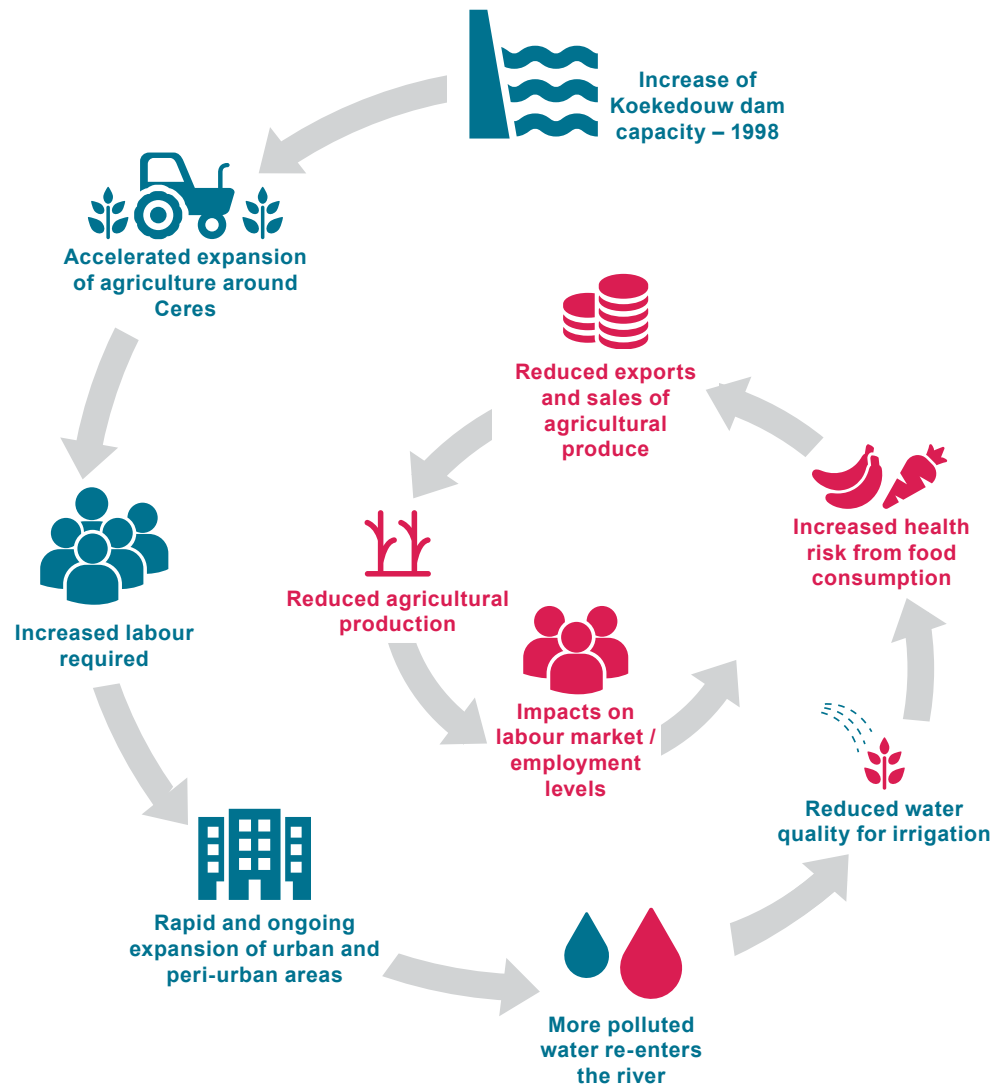 Increase of
Koekedouw dam
capacity – 1998
Accelerated expansion
of agriculture around
Ceres
Increased labour
required
Rapid and ongoing
expansion of urban and
peri-urban areas
More polluted
water re-enters
the river
Reduced water
quality for irrigation
Increased health
risk from food
consumption
Reduced exports
and sales of
agricultural
produce
Reduced agricultural
production
Impacts on
labour market /
employment
levels